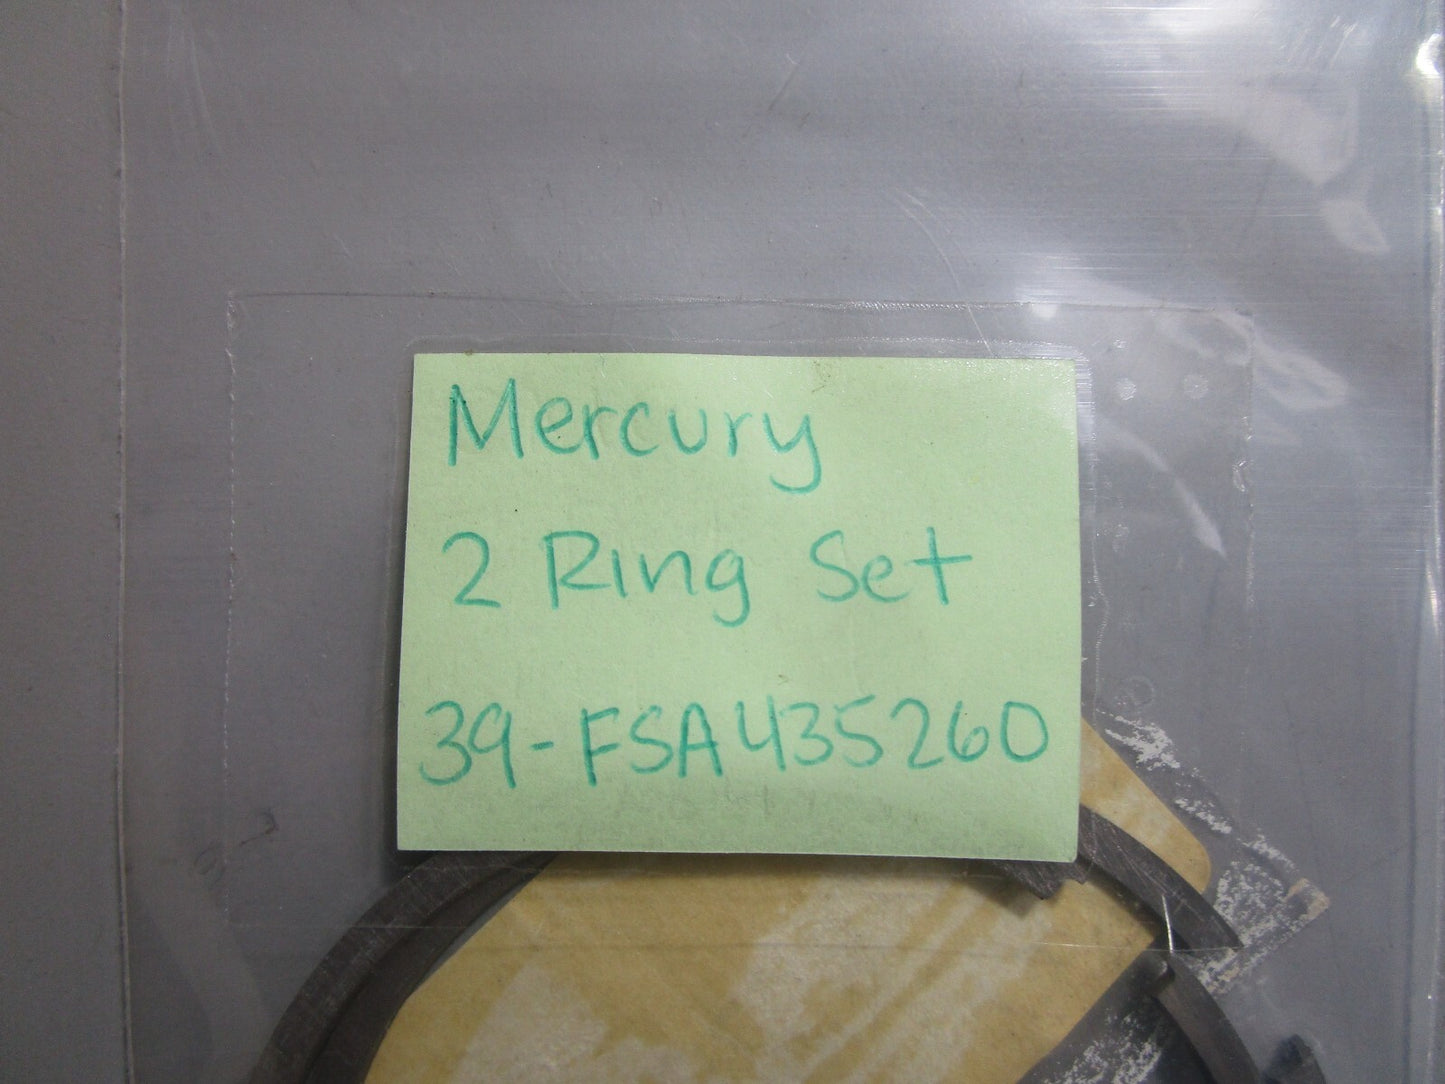 Mercury
2 Ring Set
39-FSA435260